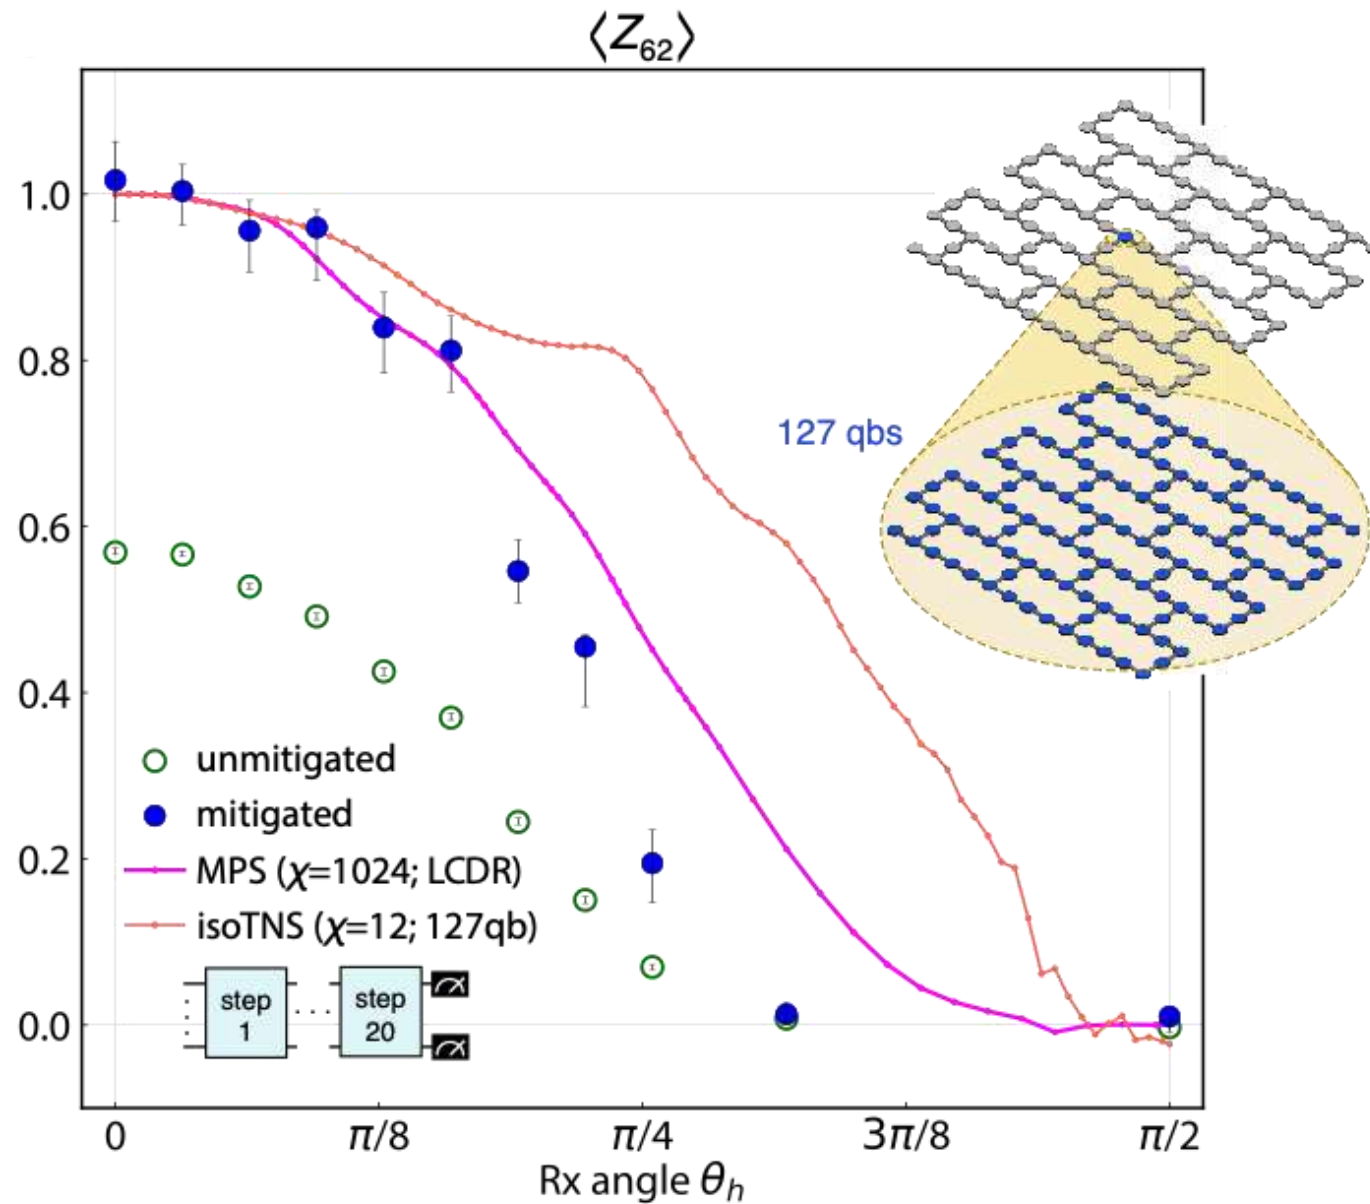 ⟨Z₆₂⟩
1.0
0.8
0.6
0.4
0.2
0.0
127 qbs
unmitigated
mitigated
MPS (χ=1024; LCDR)
isoTNS (χ=12; 127qb)
step
1
step
20
0
π/8
π/4
3π/8
π/2
Rx angle θₕ